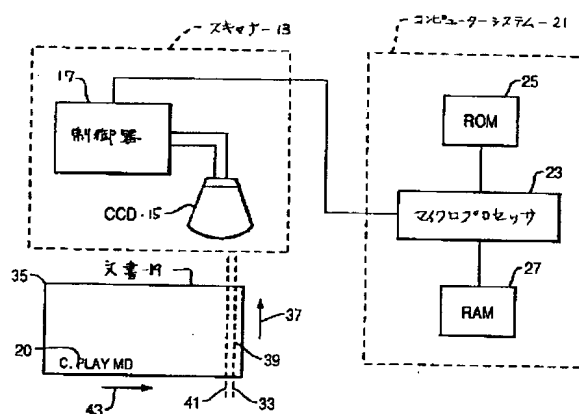 スキャナー-13
コンピューターシステム-21
17
制御器
CCD-15
25
ROM
23
マイクロプロセッサ
27
RAM
文書-19
35
37
20
39
C. PLAY MD
43
41
33